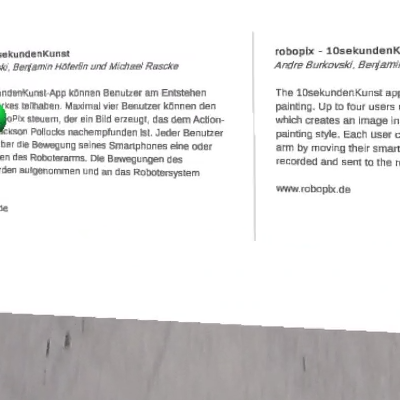 sekundenKunst
ki, Benjamin Höferlin und Michael Raschke
ndenKunst-App können Benutzer am Entstehen
rkes teilhaben. Maximal vier Benutzer können den
oPix steuern, der ein Bild erzeugt, das dem Action-
ckson Pollocks nachempfunden ist. Jeder Benutzer
ber die Bewegung seines Smartphones eine oder
en des Roboterarms. Die Bewegungen des
rden aufgenommen und an das Robotersystem
de
robopix - 10sekundenK
Andre Burkovski, Benjamin
The 10sekundenKunst app
painting. Up to four users
which creates an image in
painting style. Each user c
arm by moving their smart
recorded and sent to the r
www.robopix.de